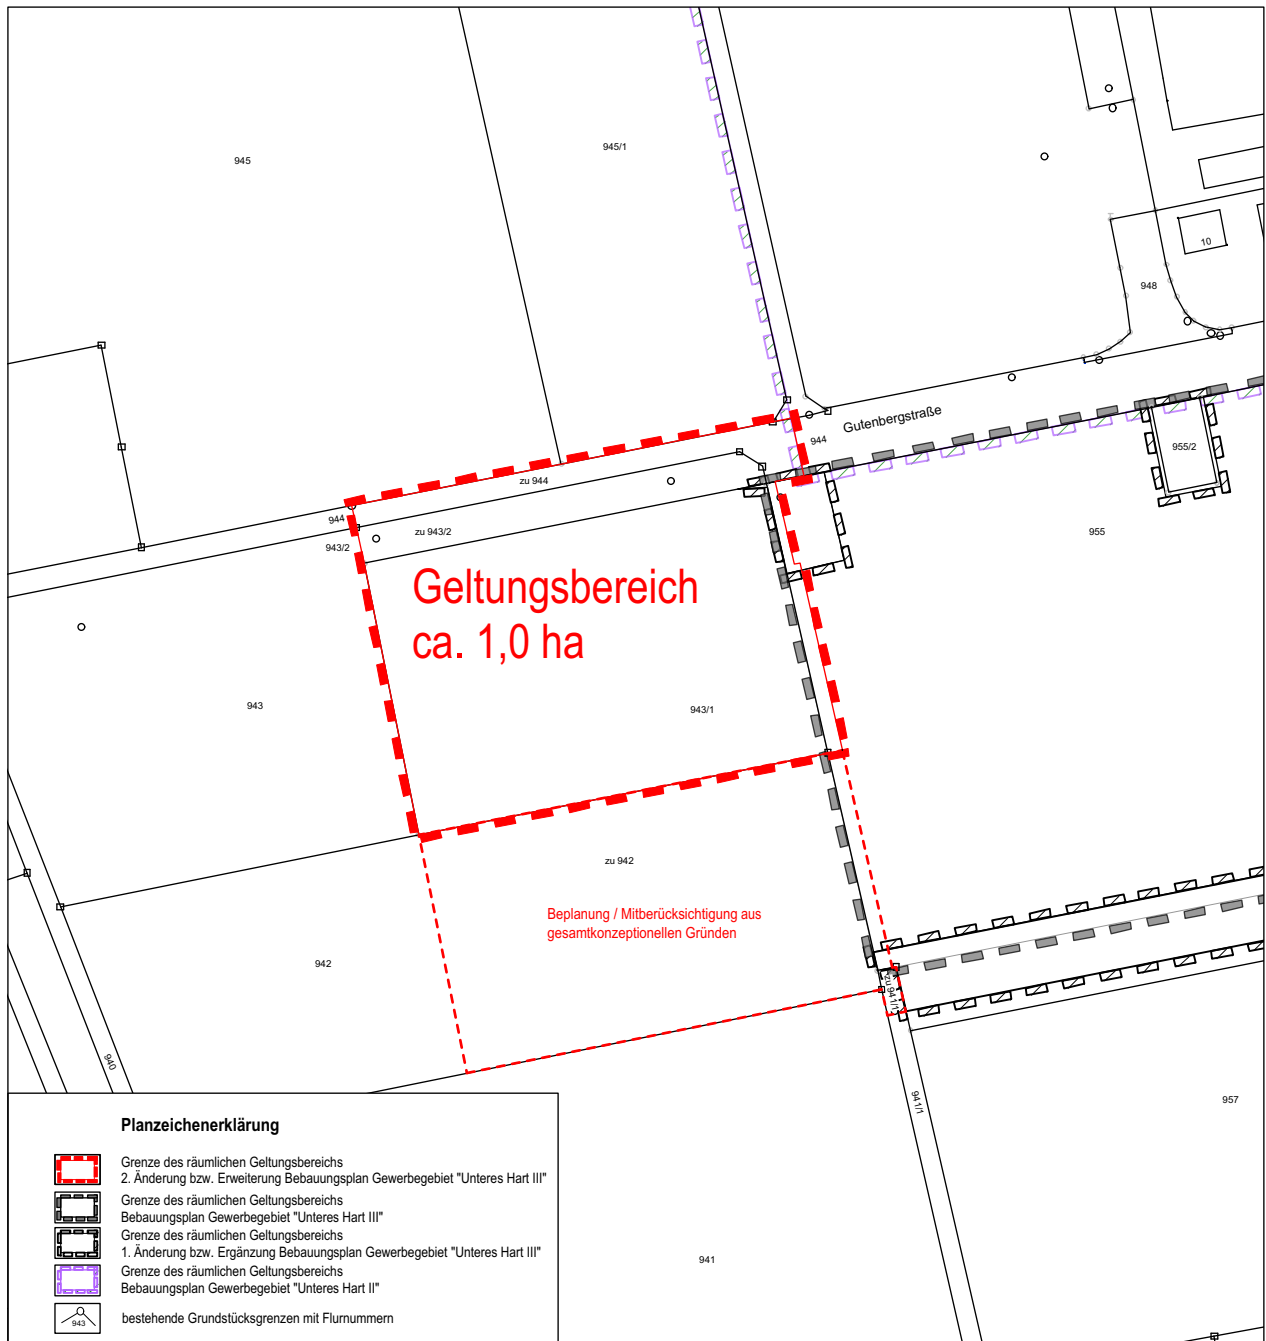 945
945/1
10
948
Gutenbergstraße
944
955/2
zu 944
944
943/2
zu 943/2
955
Geltungsbereich
ca. 1,0 ha
943
943/1
zu 942
Beplanung / Mitberücksichtigung aus
gesamtkonzeptionellen Gründen
942
zu 941/1
940
941/1
957
941
Planzeichenerklärung
Grenze des räumlichen Geltungsbereichs
2. Änderung bzw. Erweiterung Bebauungsplan Gewerbegebiet "Unteres Hart III"
Grenze des räumlichen Geltungsbereichs
Bebauungsplan Gewerbegebiet "Unteres Hart III"
Grenze des räumlichen Geltungsbereichs
1. Änderung bzw. Ergänzung Bebauungsplan Gewerbegebiet "Unteres Hart III"
Grenze des räumlichen Geltungsbereichs
Bebauungsplan Gewerbegebiet "Unteres Hart II"
943
bestehende Grundstücksgrenzen mit Flurnummern